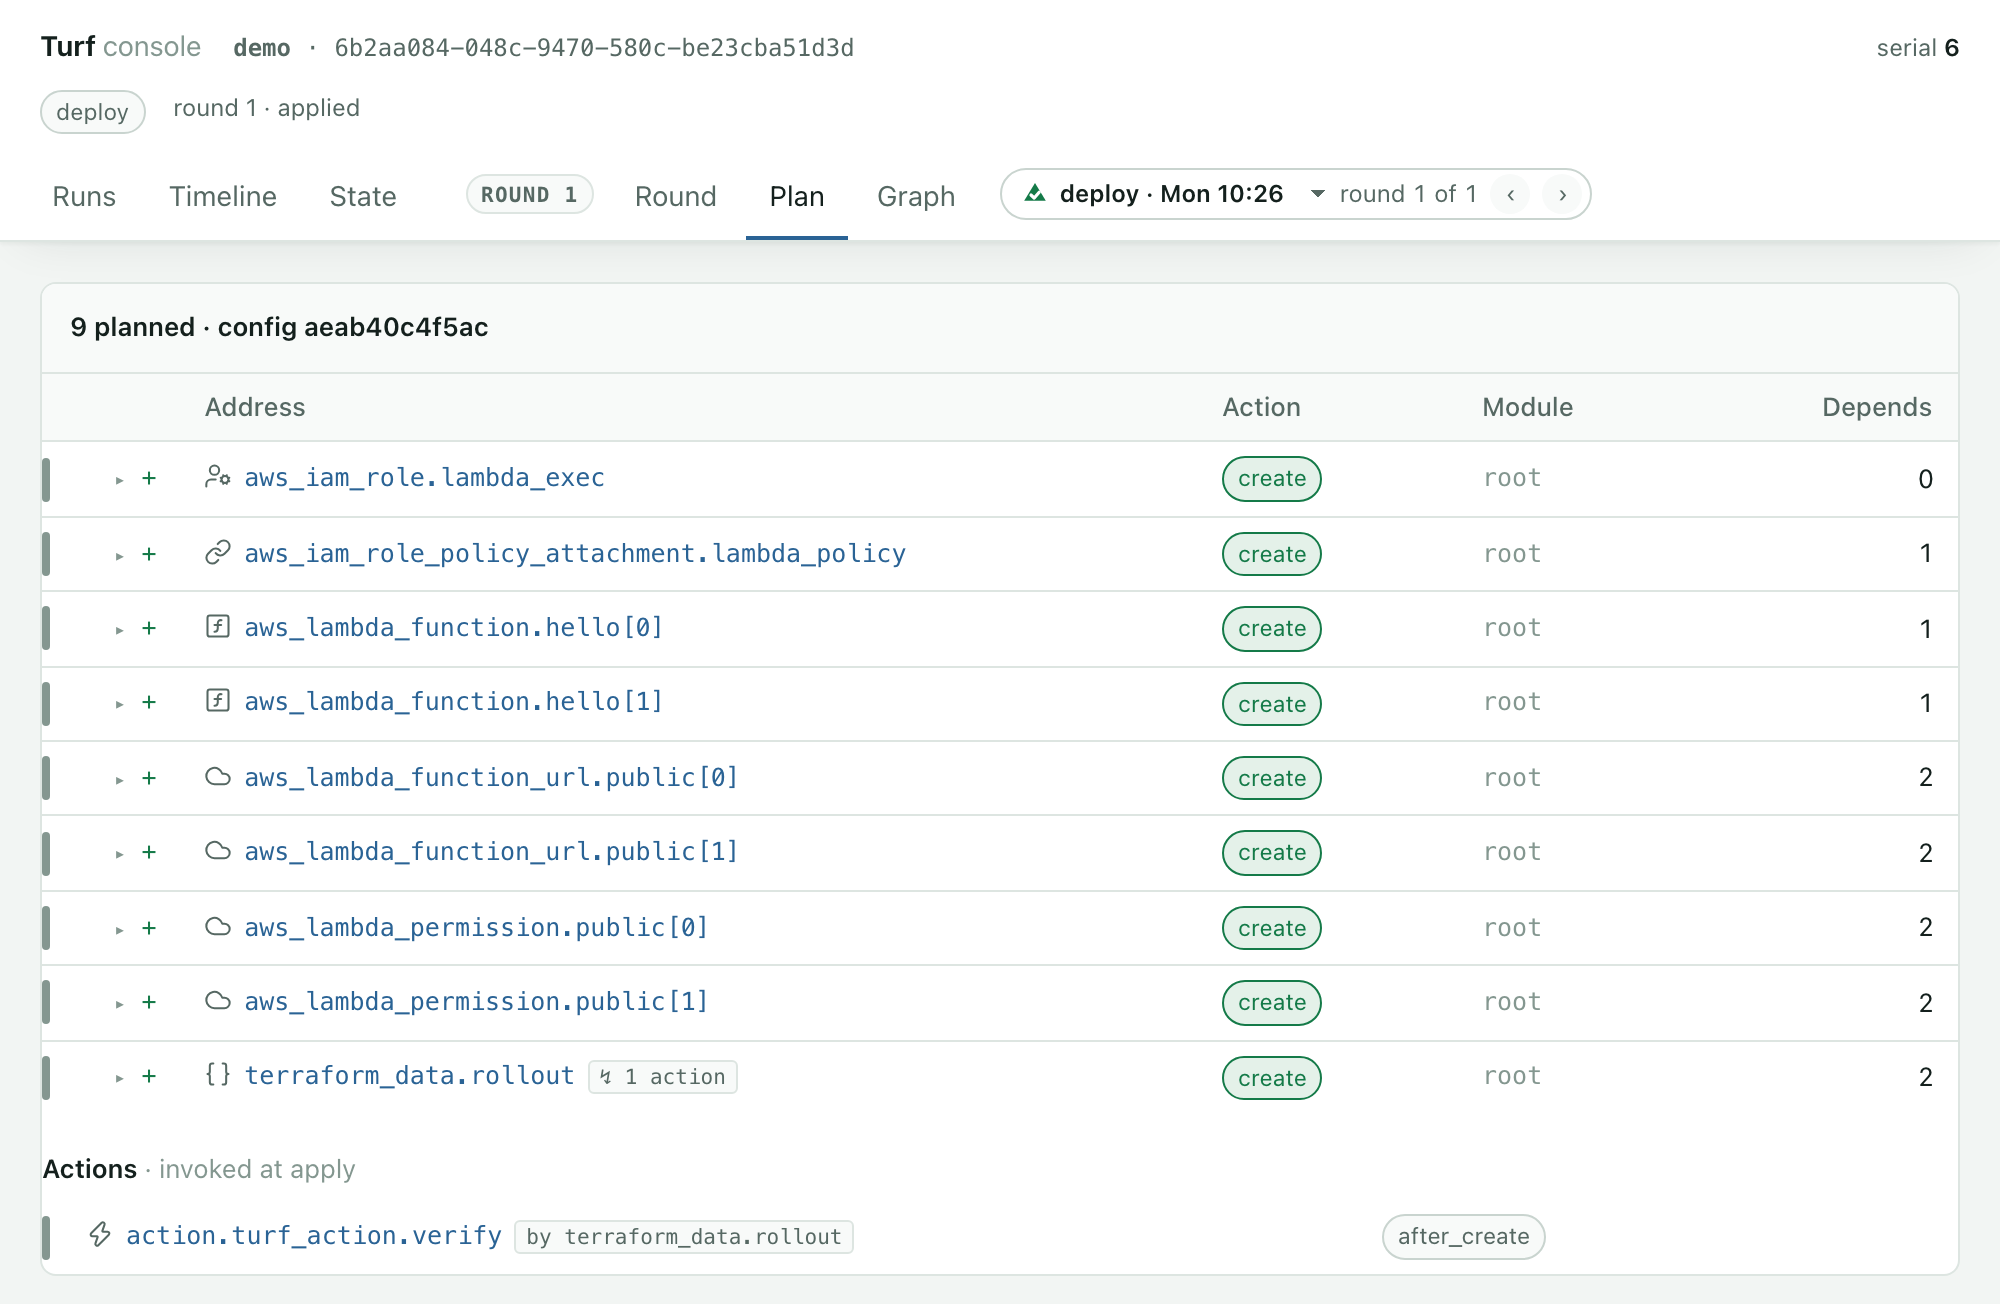 Turf console demo · 6b2aa084-048c-9470-580c-be23cba51d3d serial 6
deploy round 1 · applied
Runs Timeline State ROUND 1 Round Plan Graph deploy · Mon 10:26 round 1 of 1 ‹ ›
9 planned · config aeab40c4f5ac
Address Action Module Depends
▸ + aws_iam_role.lambda_exec create root 0
▸ + aws_iam_role_policy_attachment.lambda_policy create root 1
▸ + aws_lambda_function.hello[0] create root 1
▸ + aws_lambda_function.hello[1] create root 1
▸ + aws_lambda_function_url.public[0] create root 2
▸ + aws_lambda_function_url.public[1] create root 2
▸ + aws_lambda_permission.public[0] create root 2
▸ + aws_lambda_permission.public[1] create root 2
▸ + {} terraform_data.rollout ↯ 1 action create root 2
Actions · invoked at apply
action.turf_action.verify by terraform_data.rollout after_create